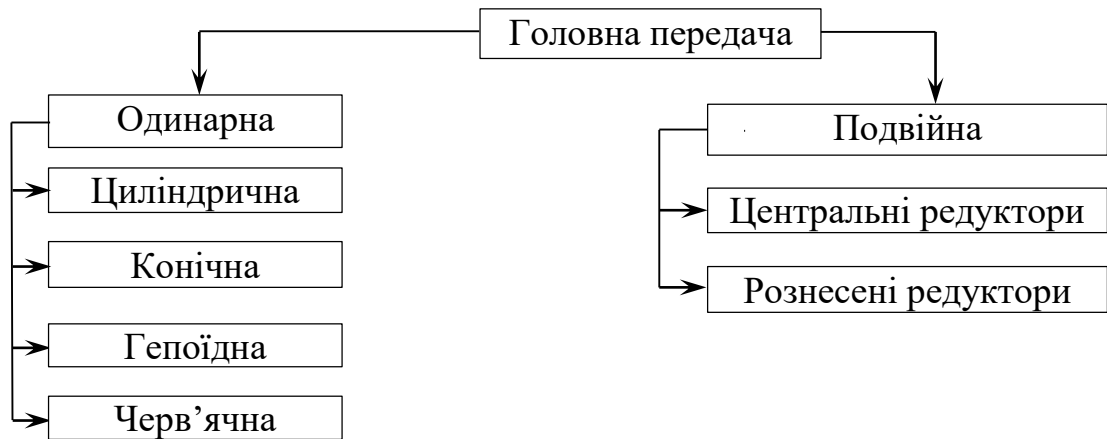 Головна передача
Одинарна
Циліндрична
Конічна
Гепоїдна
Черв’ячна
Подвійна
Центральні редуктори
Рознесені редуктори